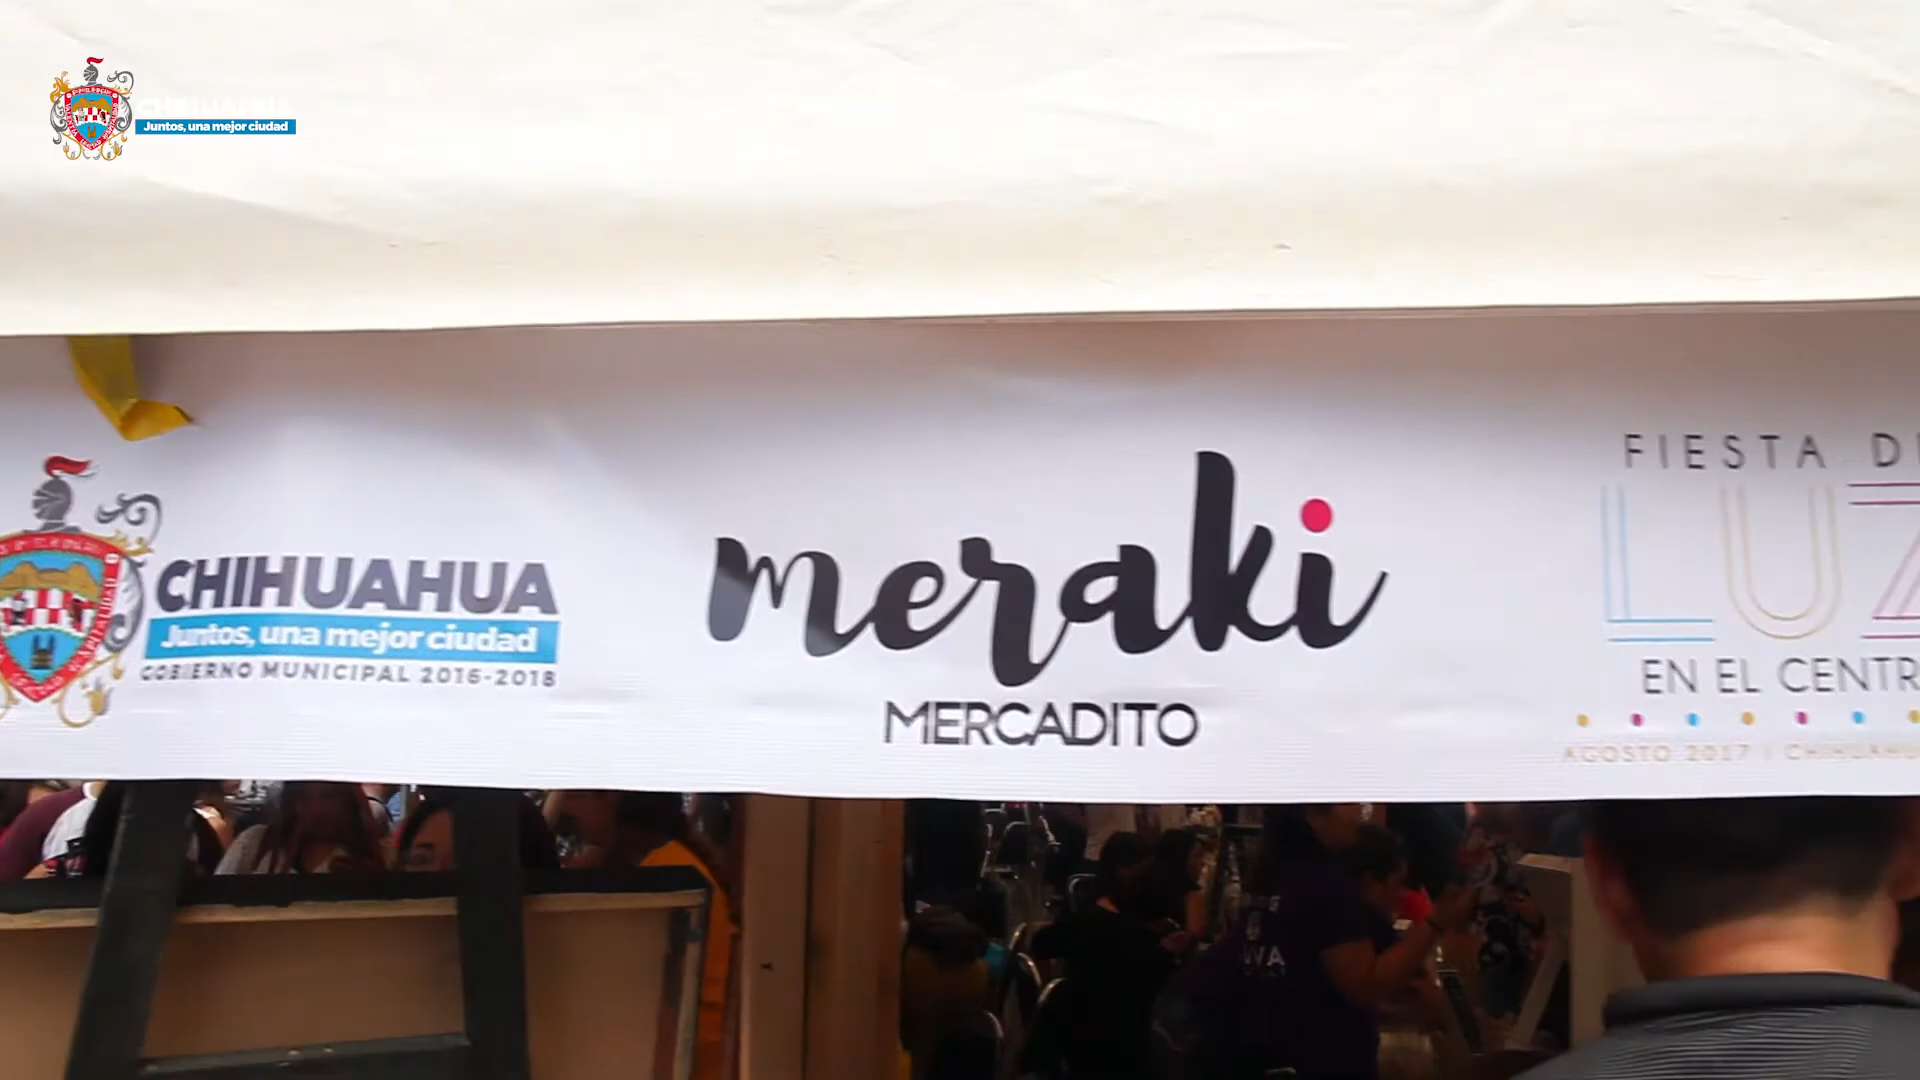 CHIHUAHUA
Juntos, una mejor ciudad
CHIHUAHUA
Juntos, una mejor ciudad
GOBIERNO MUNICIPAL 2016-2018
meraki
MERCADITO
FIESTA
LUZ
EN EL
AGOSTO 2017 |